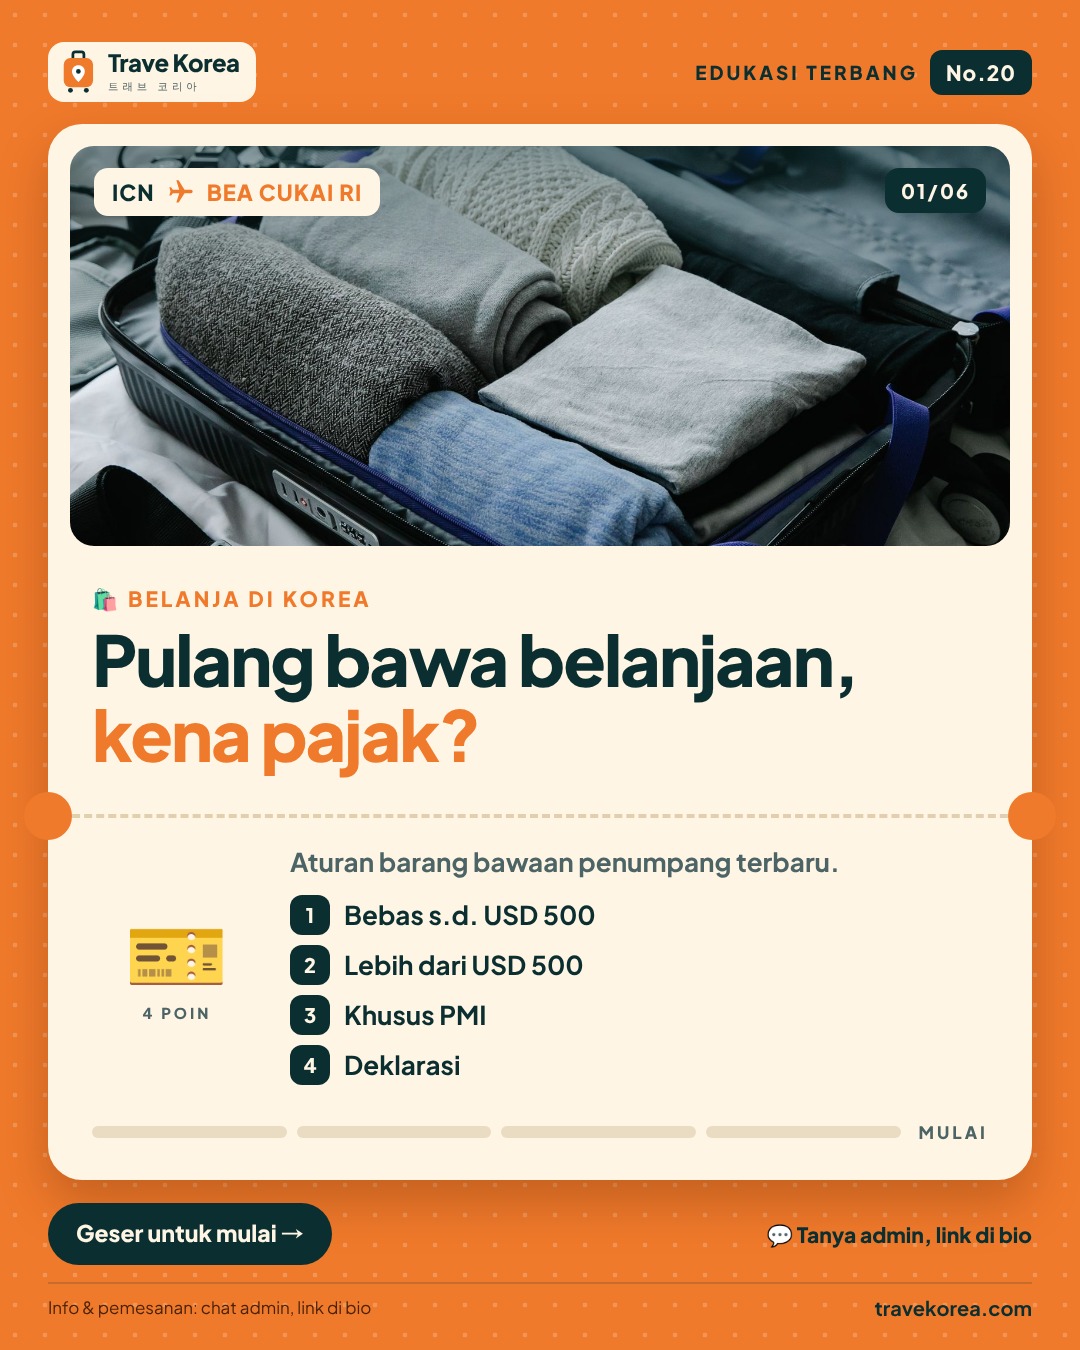 Trave Korea
트래브 코리아
EDUKASI TERBANG
No.20
ICN ✈ BEA CUKAI RI
01/06
🛍️ BELANJA DI KOREA
Pulang bawa belanjaan,
kena pajak?
Aturan barang bawaan penumpang terbaru.
1 Bebas s.d. USD 500
2 Lebih dari USD 500
3 Khusus PMI
4 Deklarasi
4 POIN
MULAI
Geser untuk mulai →
💬 Tanya admin, link di bio
Info & pemesanan: chat admin, link di bio
travekorea.com